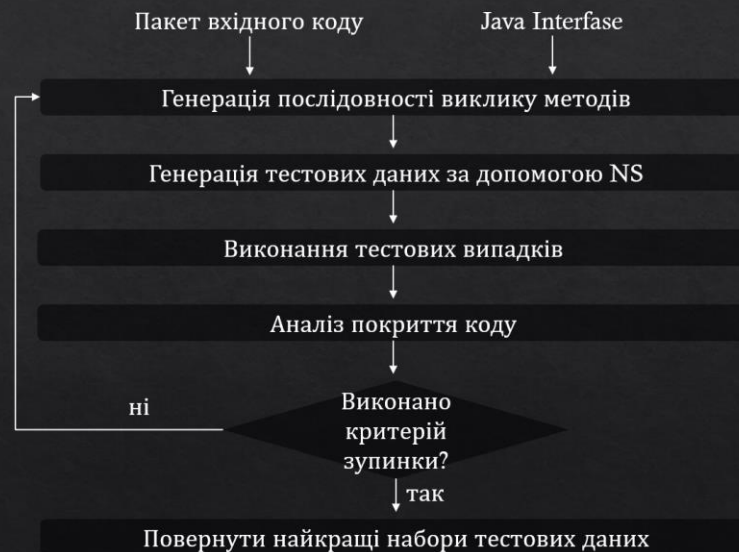 Пакет вхідного коду
Java Interfase
Генерація послідовності виклику методів
Генерація тестових даних за допомогою NS
Виконання тестових випадків
Аналіз покриття коду
ні
Виконано
критерій
зупинки?
так
Повернути найкращі набори тестових даних